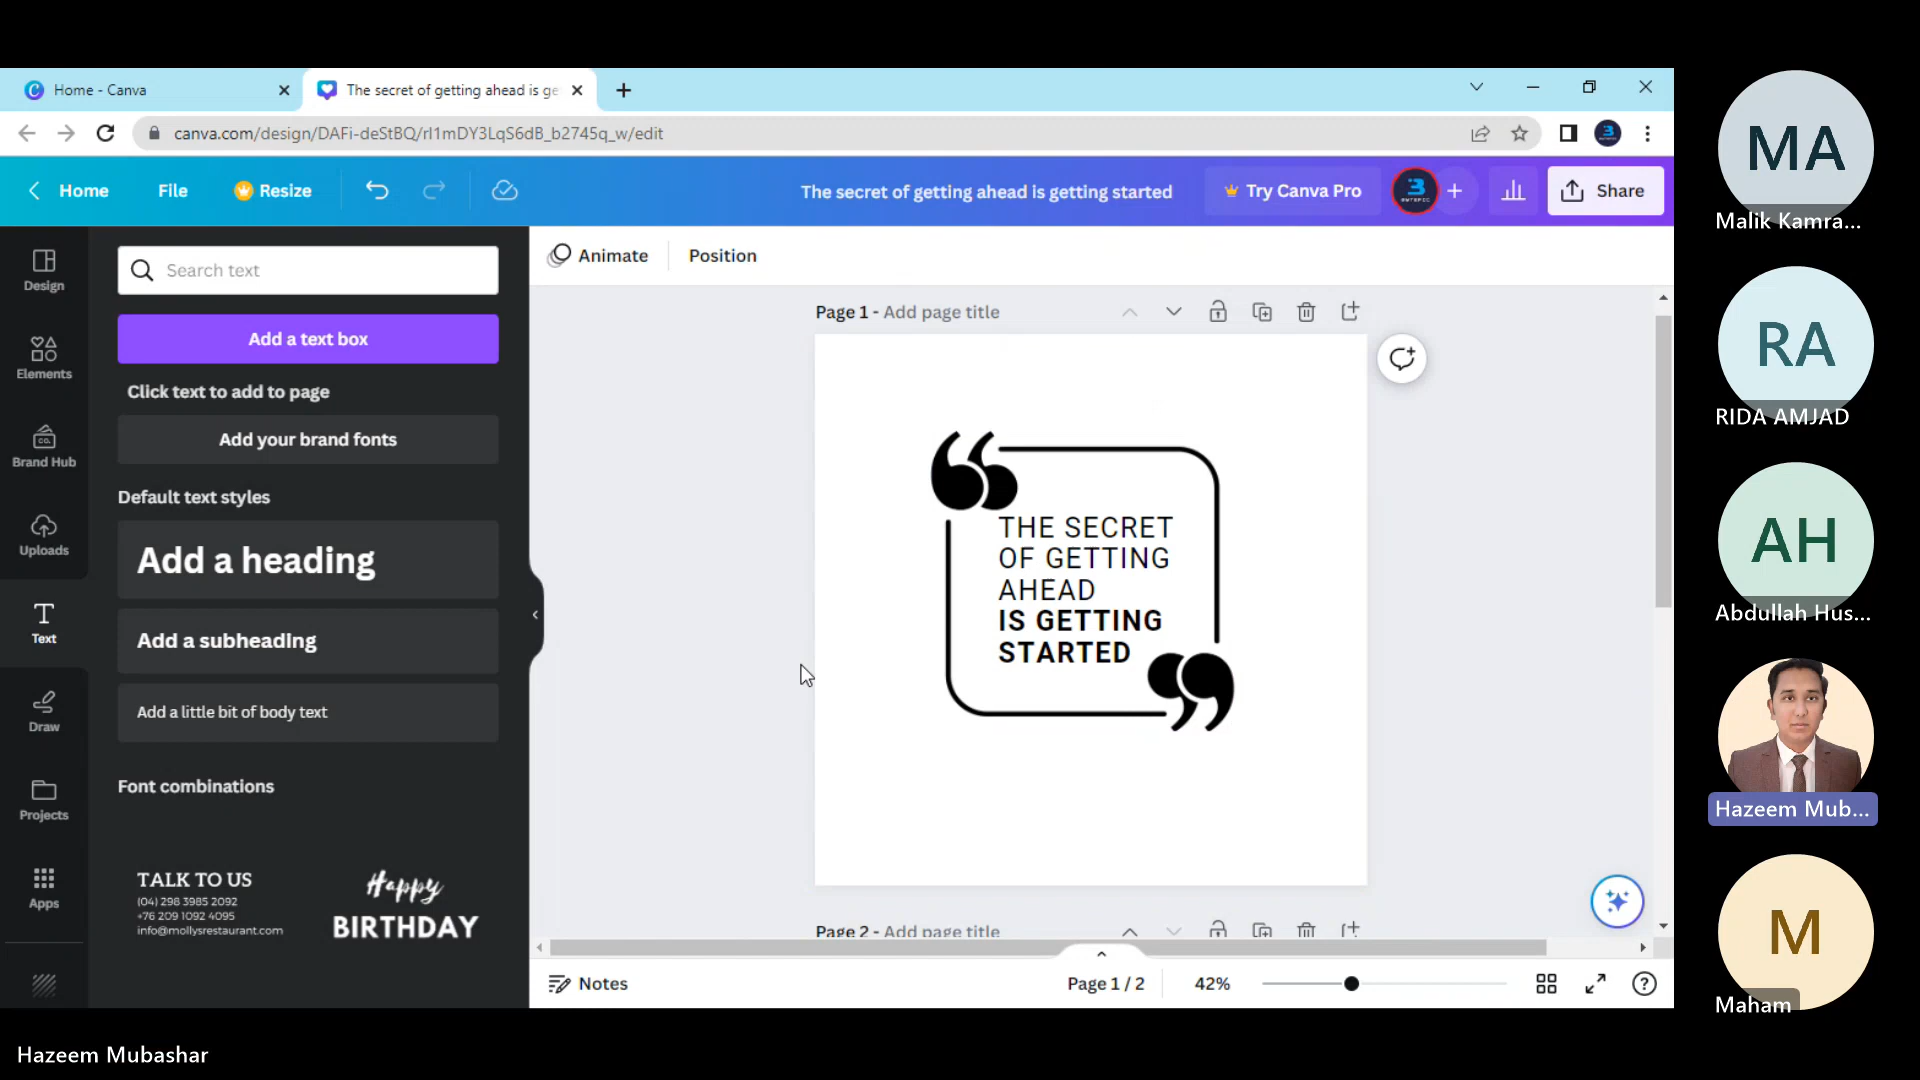 Home - Canva
The secret of getting ahead is ge
canva.com/design/DAFi-deStBQ/rI1mDY3LqS6dB_b2745q_w/edit
Home
File
Resize
The secret of getting ahead is getting started
Try Canva Pro
Share
Design
Elements
Brand Hub
Uploads
Text
Draw
Projects
Apps
Search text
Add a text box
Click text to add to page
Add your brand fonts
Default text styles
Add a heading
Add a subheading
Add a little bit of body text
Font combinations
TALK TO US
(04) 298 3985 2092
+76 209 1092 4095
info@mollysrestaurant.com
Happy
BIRTHDAY
Animate
Position
Page 1 - Add page title
THE SECRET
OF GETTING
AHEAD
IS GETTING
STARTED
Page 2 - Add page title
Notes
Page 1 / 2
42%
MA
Malik Kamra...
RA
RIDA AMJAD
AH
Abdullah Hus...
Hazeem Mub...
M
Maham
Hazeem Mubashar